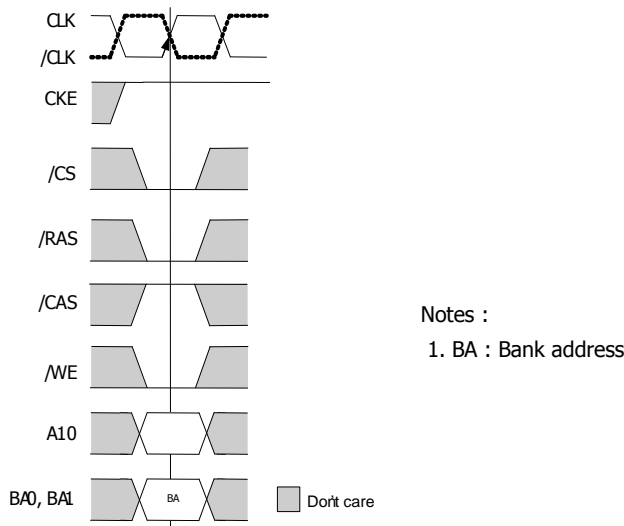 CLK
/CLK
CKE
/CS
/RAS
/CAS
/WE
A10
BA0, BA1
BA
Don't care
Notes :
1. BA : Bank address